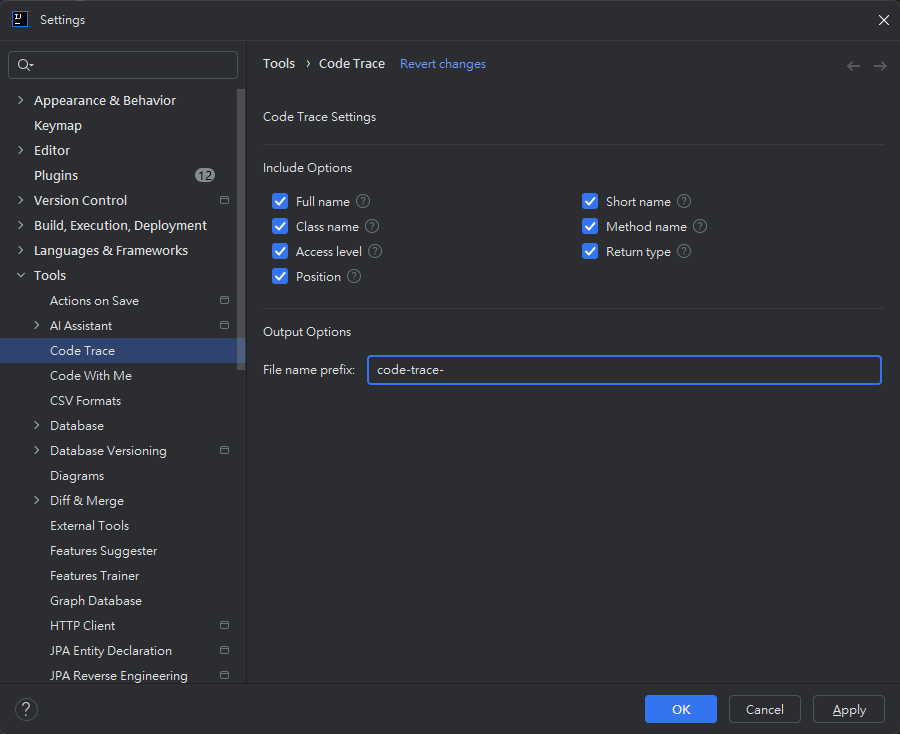 Settings
Tools › Code Trace Revert changes
Appearance & Behavior
Keymap
Editor
Plugins 12
Version Control
Build, Execution, Deployment
Languages & Frameworks
Tools
Actions on Save
AI Assistant
Code Trace
Code With Me
CSV Formats
Database
Database Versioning
Diagrams
Diff & Merge
External Tools
Features Suggester
Features Trainer
Graph Database
HTTP Client
JPA Entity Declaration
JPA Reverse Engineering
Code Trace Settings
Include Options
Full name ? Short name ?
Class name ? Method name ?
Access level ? Return type ?
Position ?
Output Options
File name prefix: code-trace-
? OK Cancel Apply